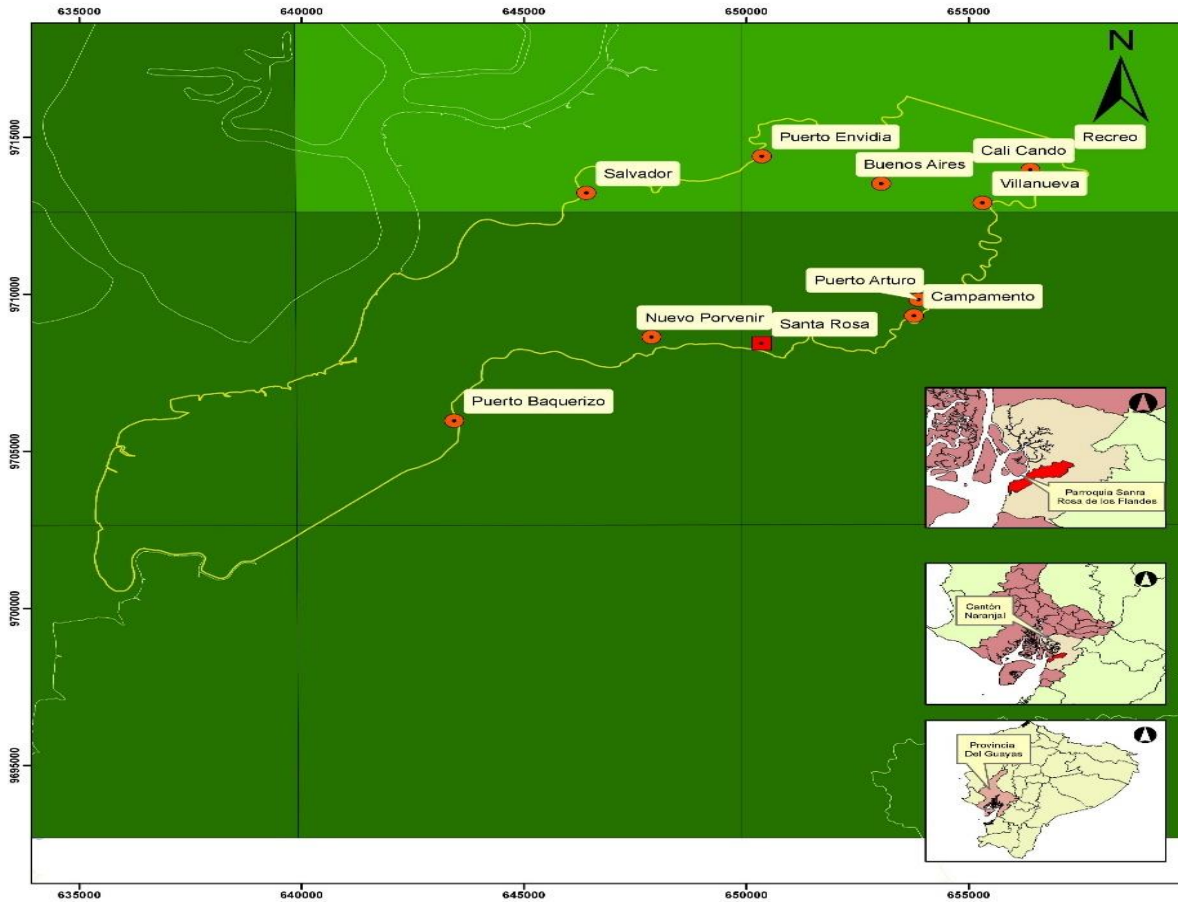 635000
640000
645000
650000
655000
N
9715000
Puerto Envidia
Recreo
Cali Cando
Buenos Aires
Salvador
Villanueva
9710000
Puerto Arturo
Campamento
Nuevo Porvenir
Santa Rosa
Puerto Baquerizo
9705000
Parroquia Sanra
Rosa de los Flandes
9700000
Cantón
Naranjal
9695000
Provincia
Del Guayas
635000
640000
645000
650000
655000